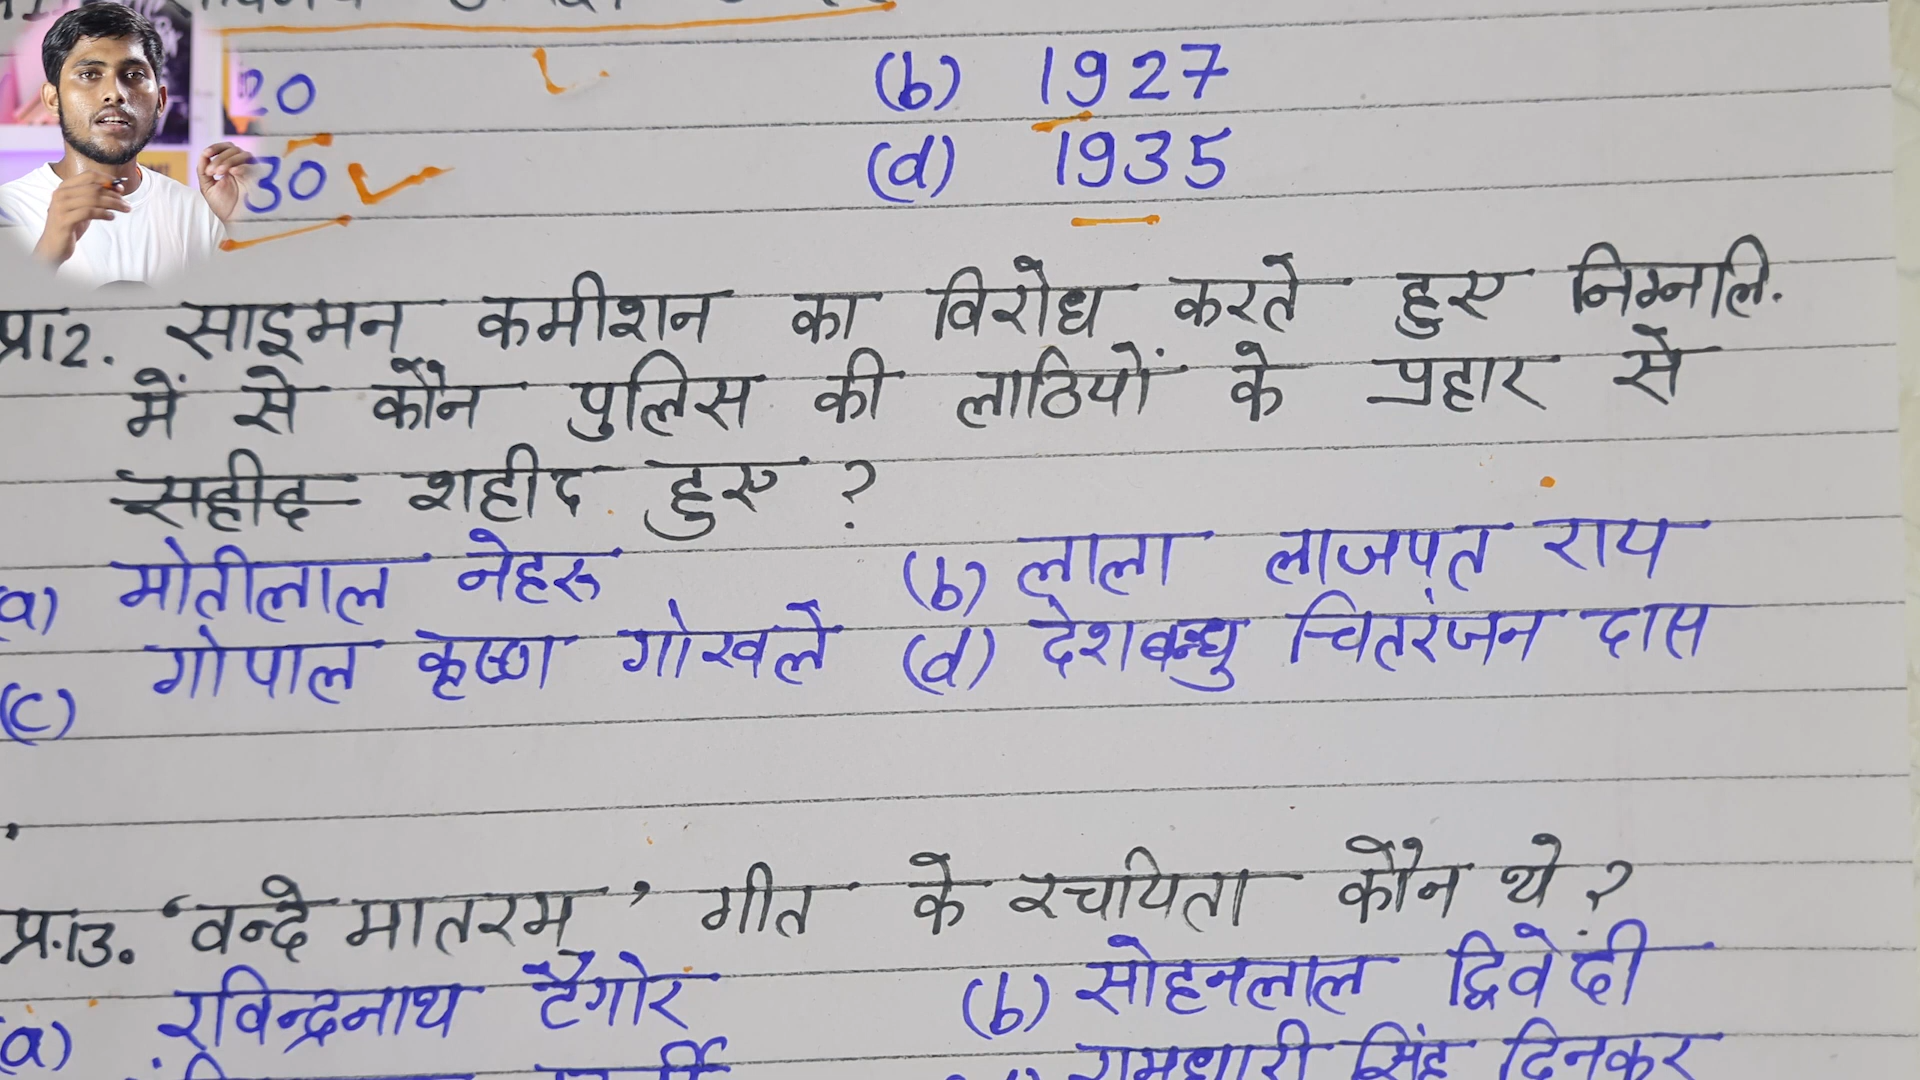 20 (b) 1927
30 (d) 1935
प्र12. साइमन कमीशन का विरोध करते हुए निम्नलि.
में से कौन पुलिस की लाठियों के प्रहार से
सहीद शहीद हुए ?
(a) मोतीलाल नेहरू (b) लाला लाजपत राय
(c) गोपाल कृष्ण गोखले (d) देशबन्धु चितरंजन दास
प्र.13. ‘वन्दे मातरम’ गीत के रचयिता कौन थे ?
(a) रविन्द्रनाथ टैगोर (b) सोहनलाल द्विवेदी
रामधारी सिंह दिनकर